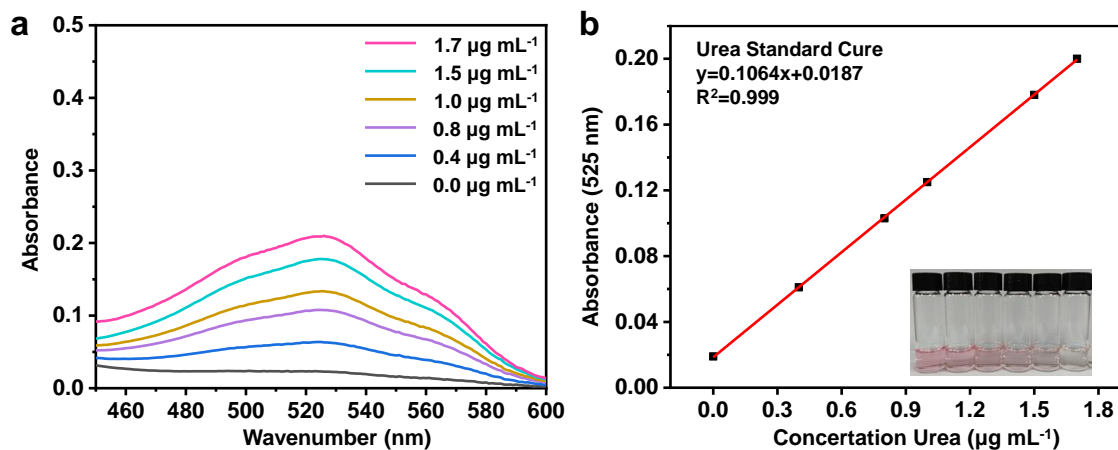 a
0.5
0.4
0.3
0.2
0.1
0.0
Absorbance
1.7 µg mL⁻¹
1.5 µg mL⁻¹
1.0 µg mL⁻¹
0.8 µg mL⁻¹
0.4 µg mL⁻¹
0.0 µg mL⁻¹
460 480 500 520 540 560 580 600
Wavenumber (nm)
b
0.20
0.16
0.12
0.08
0.04
0.00
Absorbance (525 nm)
Urea Standard Cure
y=0.1064x+0.0187
R²=0.999
0.0 0.3 0.6 0.9 1.2 1.5 1.8
Concertation Urea (µg mL⁻¹)